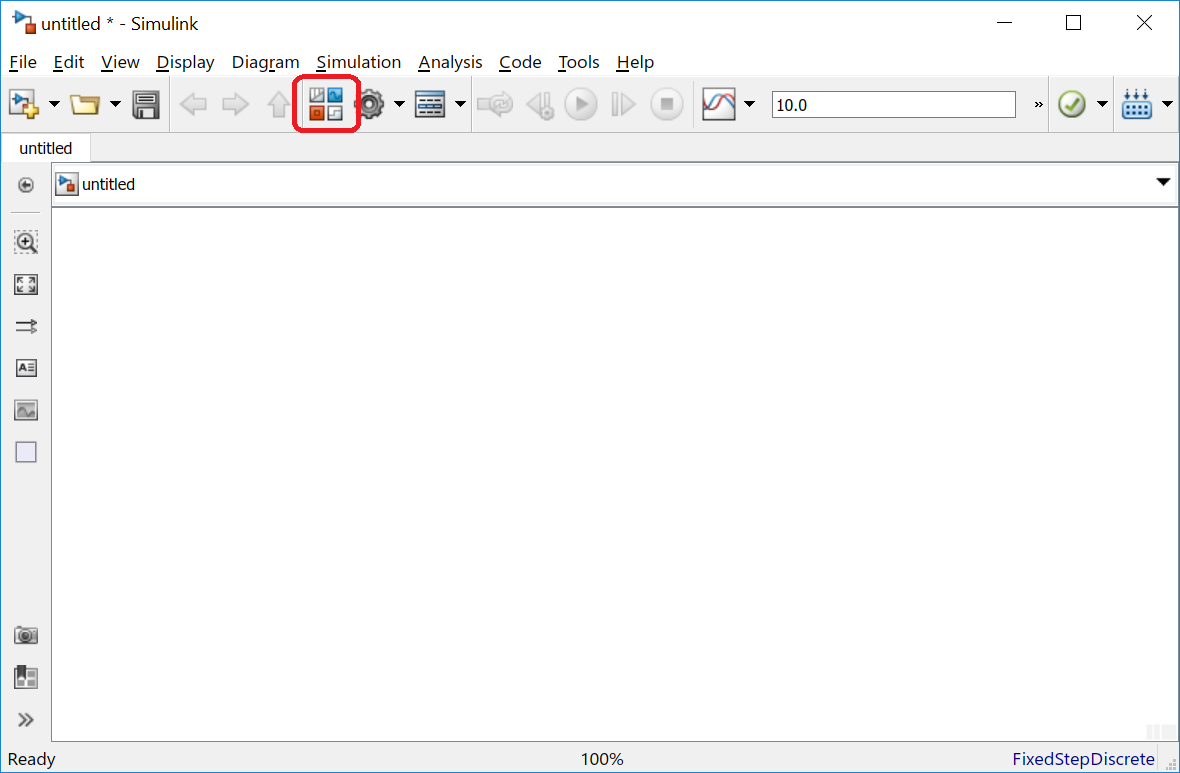 untitled * - Simulink
File Edit View Display Diagram Simulation Analysis Code Tools Help
10.0 »
untitled
untitled
Ready 100% FixedStepDiscrete